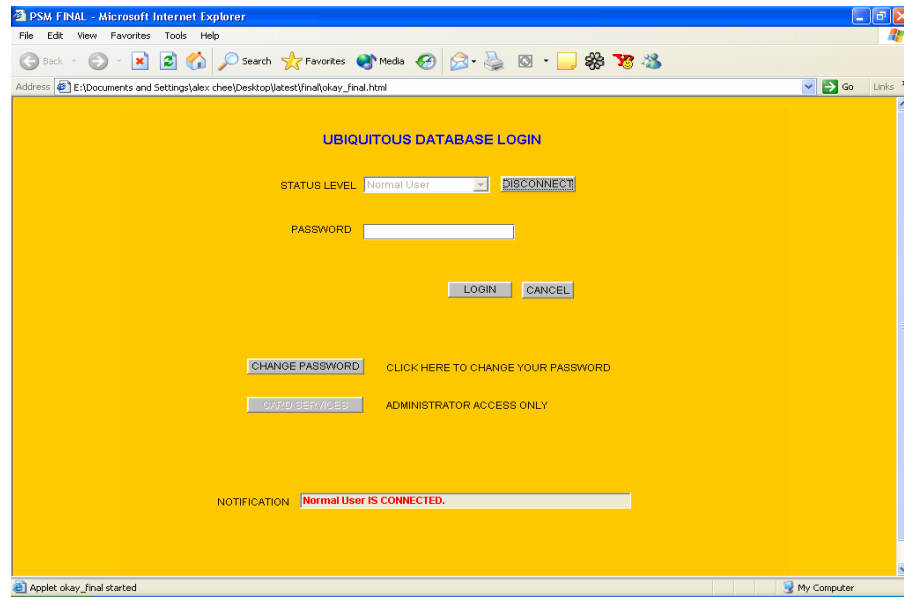 PSM FINAL - Microsoft Internet Explorer
File Edit View Favorites Tools Help
Back Search Favorites Media
Address E:\Documents and Settings\alex chee\Desktop\latest\final\okay_final.html Go Links
UBIQUITOUS DATABASE LOGIN
STATUS LEVEL Normal User DISCONNECT
PASSWORD
LOGIN CANCEL
CHANGE PASSWORD CLICK HERE TO CHANGE YOUR PASSWORD
CARD SERVICES ADMINISTRATOR ACCESS ONLY
NOTIFICATION Normal User IS CONNECTED.
Applet okay_final started My Computer